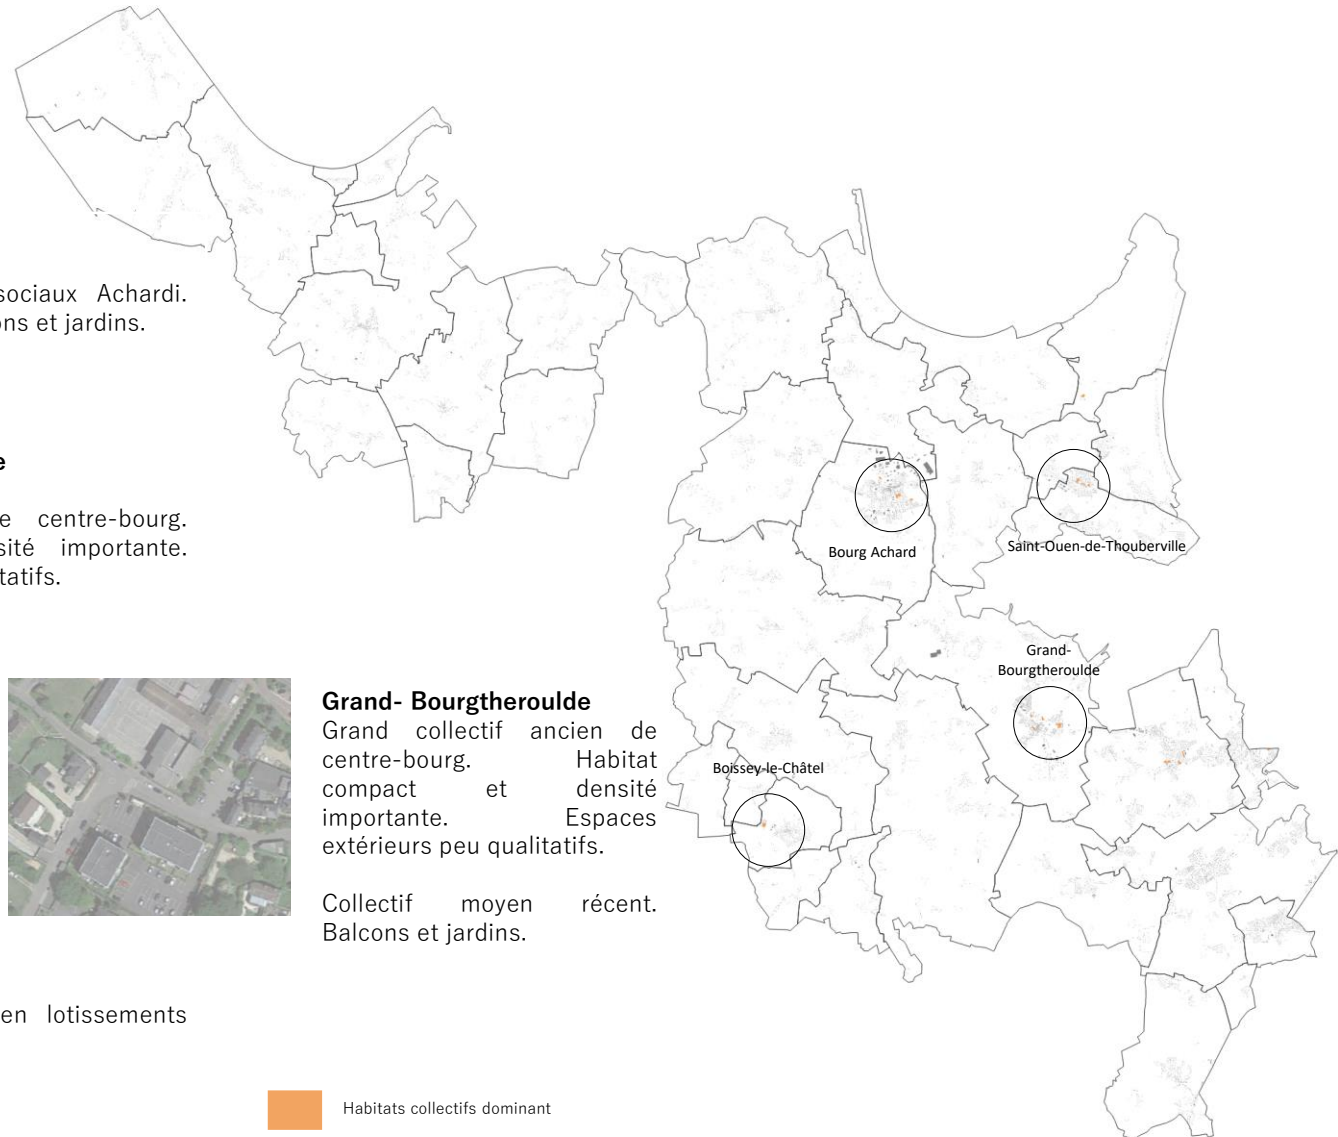 sociaux Achardi.
ons et jardins.
e
e centre-bourg.
sité importante.
tatifs.
Grand- Bourgtheroulde
Grand collectif ancien de
centre-bourg. Habitat
compact et densité
importante. Espaces
extérieurs peu qualitatifs.
Collectif moyen récent.
Balcons et jardins.
en lotissements
Habitats collectifs dominant
Bourg Achard
Saint-Ouen-de-Thouberville
Grand-
Bourgtheroulde
Boissey-le-Châtel